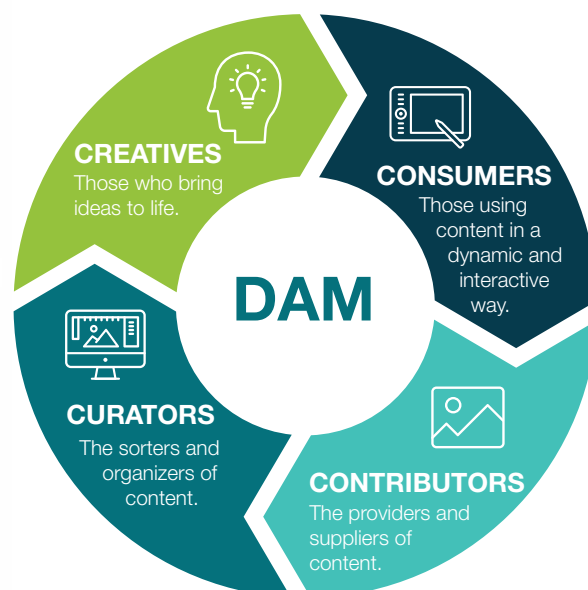 CREATIVES
Those who bring
ideas to life.
CONSUMERS
Those using
content in a
dynamic and
interactive
way.
DAM
CURATORS
The sorters and
organizers of
content.
CONTRIBUTORS
The providers and
suppliers of
content.